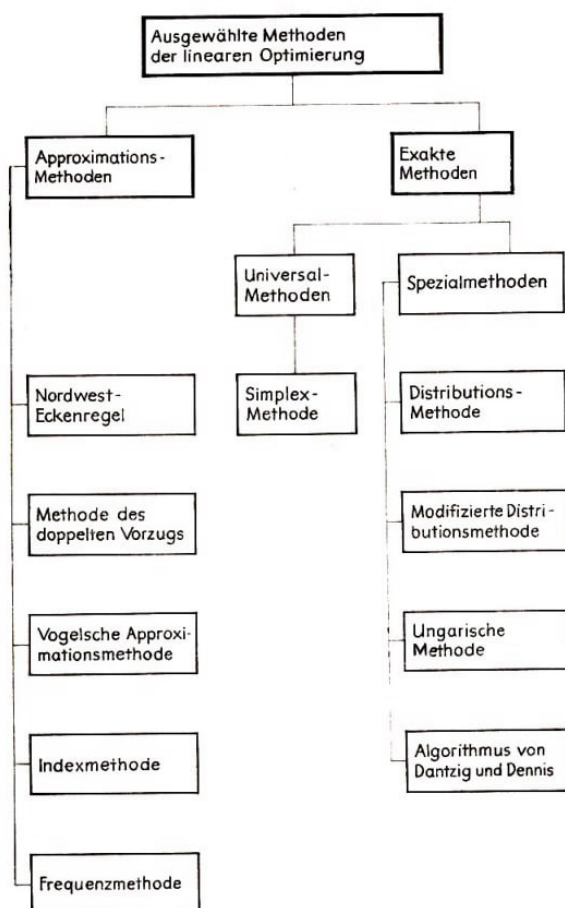 Ausgewählte Methoden
der linearen Optimierung
Approximations-
Methoden
Exakte
Methoden
Universal-
Methoden
Spezialmethoden
Nordwest-
Eckenregel
Simplex-
Methode
Distributions-
Methode
Methode des
doppelten Vorzugs
Modifizierte Distri-
butionsmethode
Vogelsche Approxi-
mationsmethode
Ungarische
Methode
Indexmethode
Algorithmus von
Dantzig und Dennis
Frequenzmethode